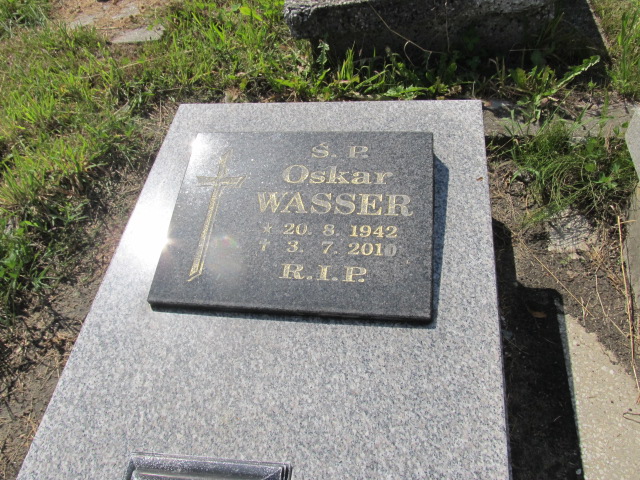 Ś. P.
Oskar
WASSER
* 20. 8. 1942
† 3. 7. 2010
R.I.P.